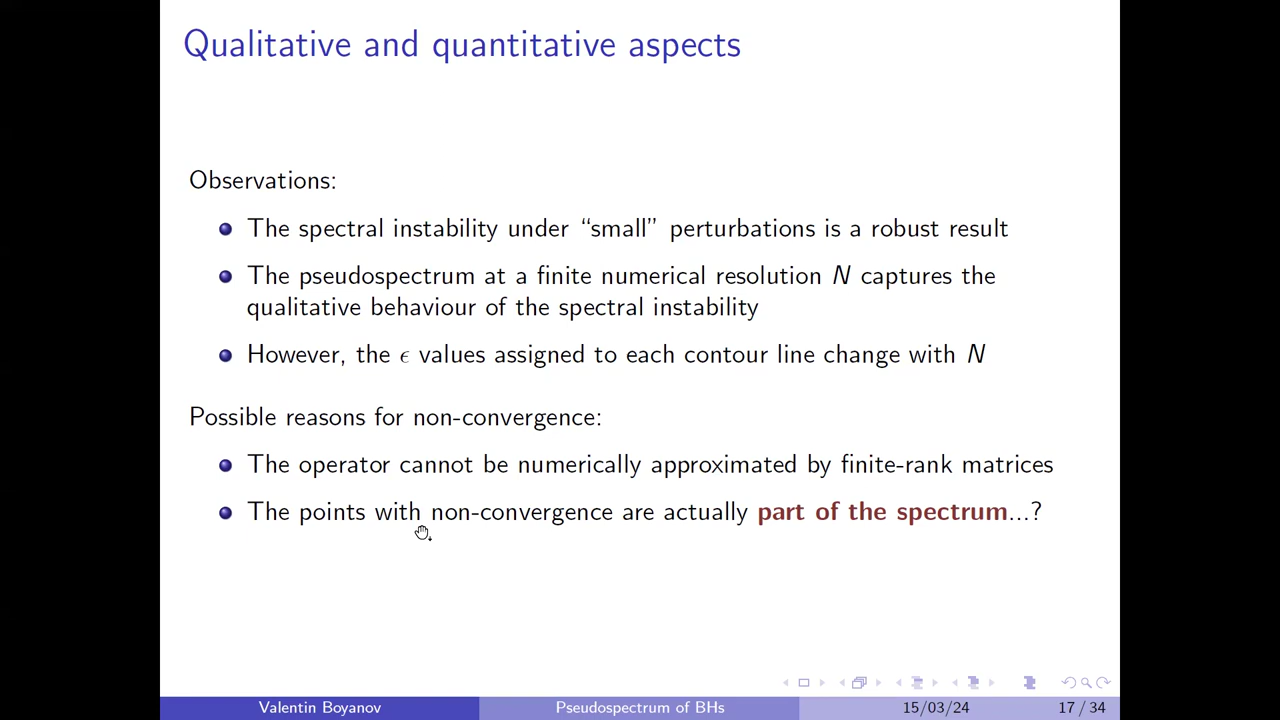 Qualitative and quantitative aspects
Observations:
The spectral instability under “small” perturbations is a robust result
The pseudospectrum at a finite numerical resolution N captures the
qualitative behaviour of the spectral instability
However, the ϵ values assigned to each contour line change with N
Possible reasons for non-convergence:
The operator cannot be numerically approximated by finite-rank matrices
The points with non-convergence are actually part of the spectrum...?
Valentin Boyanov Pseudospectrum of BHs 15/03/24 17 / 34